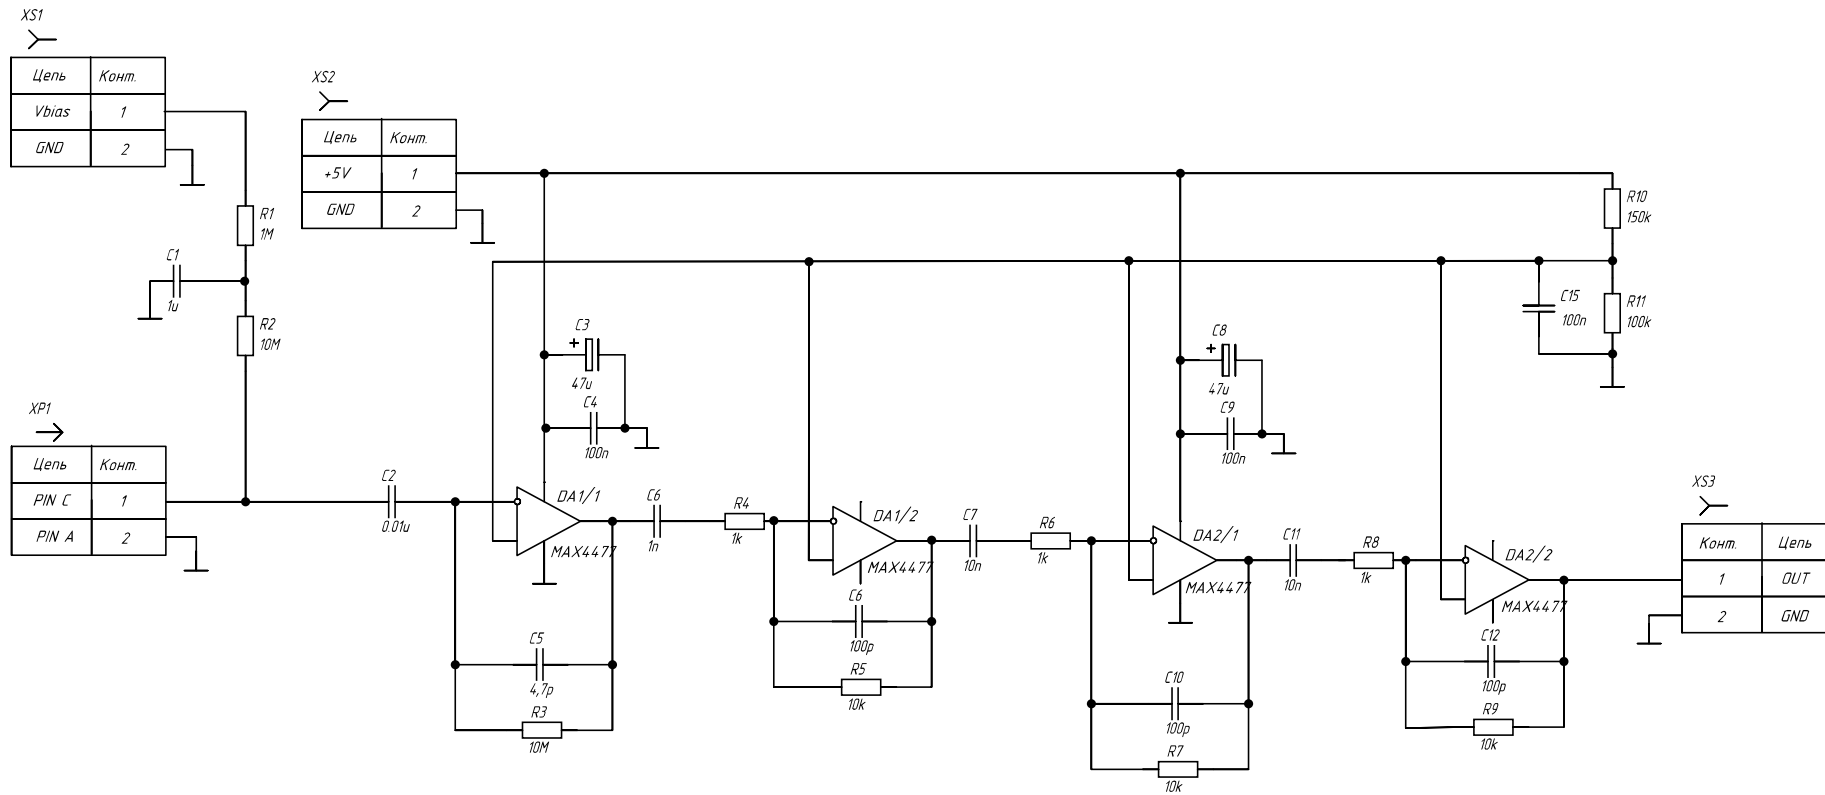 XS1
Цепь Конт.
Vbias 1
GND 2
XS2
Цепь Конт.
+5V 1
GND 2
R1
1M
C1
1u
R2
10M
R10
150k
C15
100n
R11
100k
C3
+
47u
C4
100n
C8
+
47u
C9
100n
XP1
Цепь Конт.
PIN C 1
PIN A 2
C2
0.01u
DA1/1
MAX4477
C6
1n
R4
1k
DA1/2
MAX4477
C7
10n
R6
1k
DA2/1
MAX4477
C11
10n
R8
1k
DA2/2
MAX4477
XS3
Конт. Цепь
1 OUT
2 GND
C5
4,7p
R3
10M
C6
100p
R5
10k
C10
100p
R7
10k
C12
100p
R9
10k